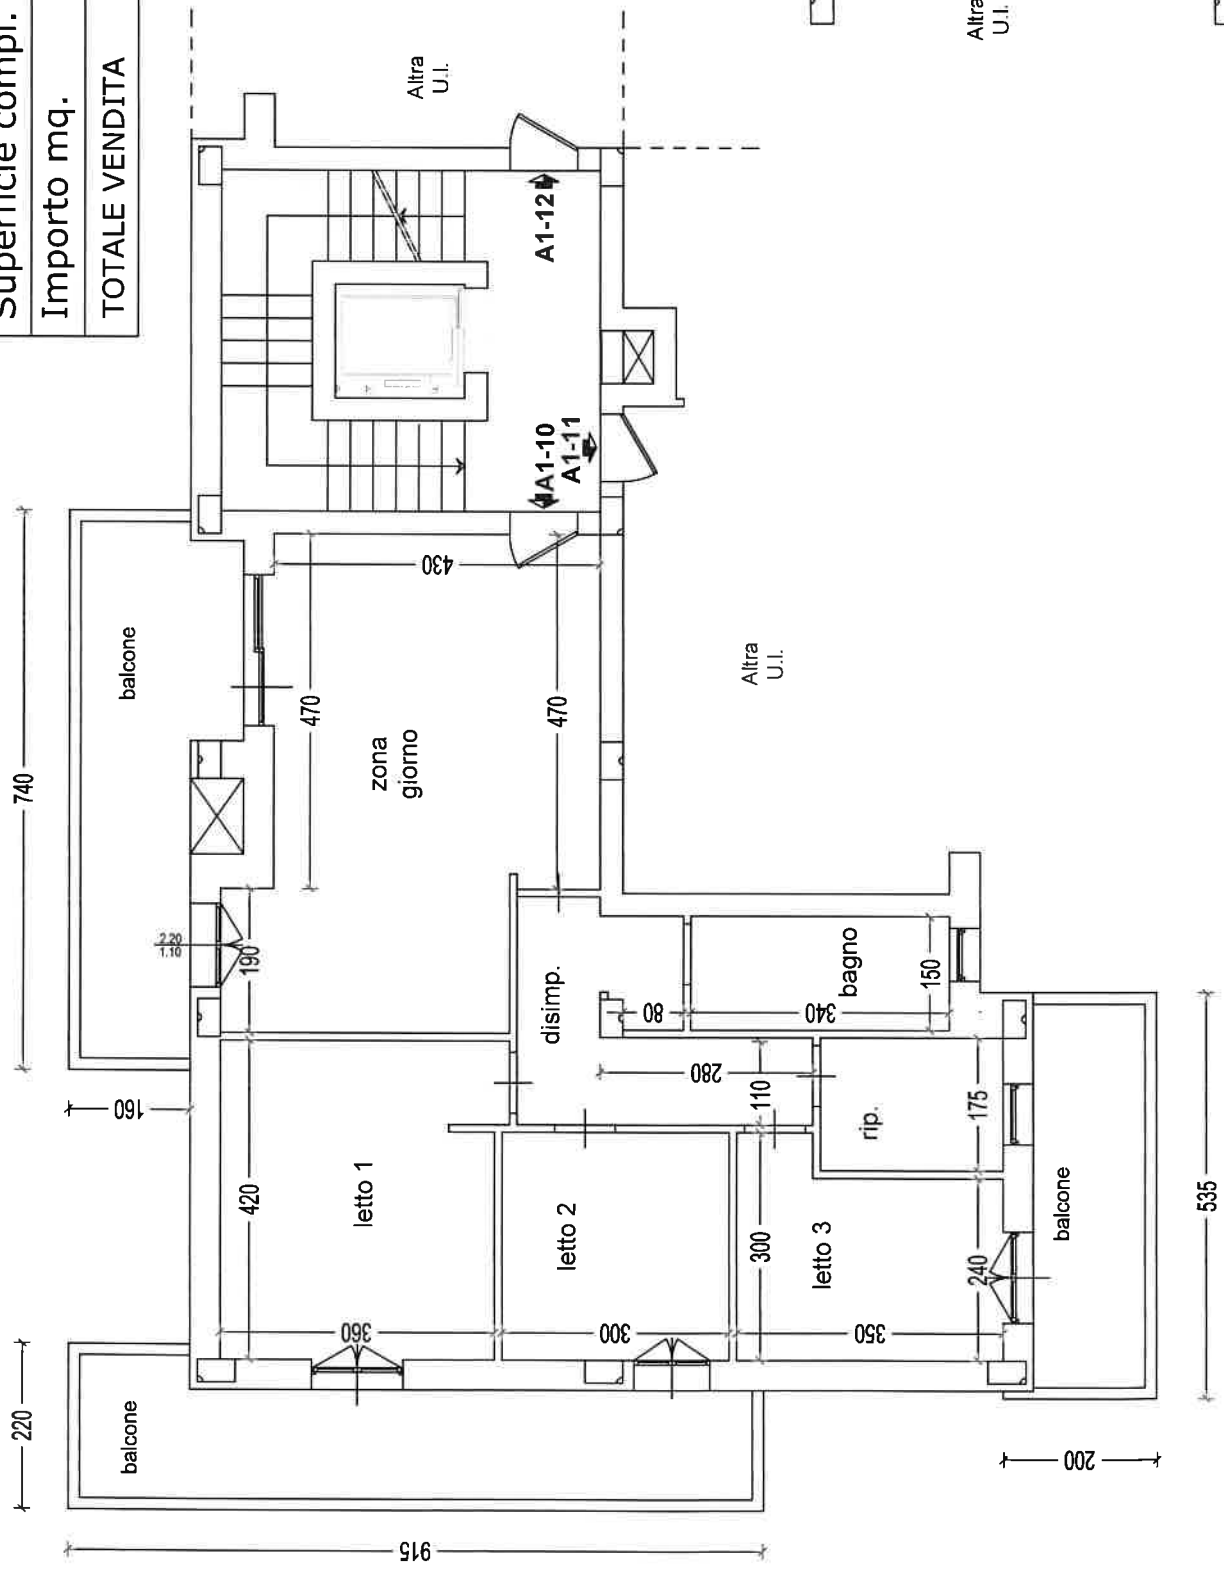 Superficie compl.
Importo mq.
TOTALE VENDITA
Altra
U.I.
Altra
U.I.
A1-12
A1-10
A1-11
740
balcone
430
470
zona
giorno
470
Altra
U.I.
2.20
1.10
190
disimp.
80
340
bagno
150
160
280
110
rip.
175
420
letto 1
letto 2
300
letto 3
240
balcone
535
360
300
350
220
balcone
200
915